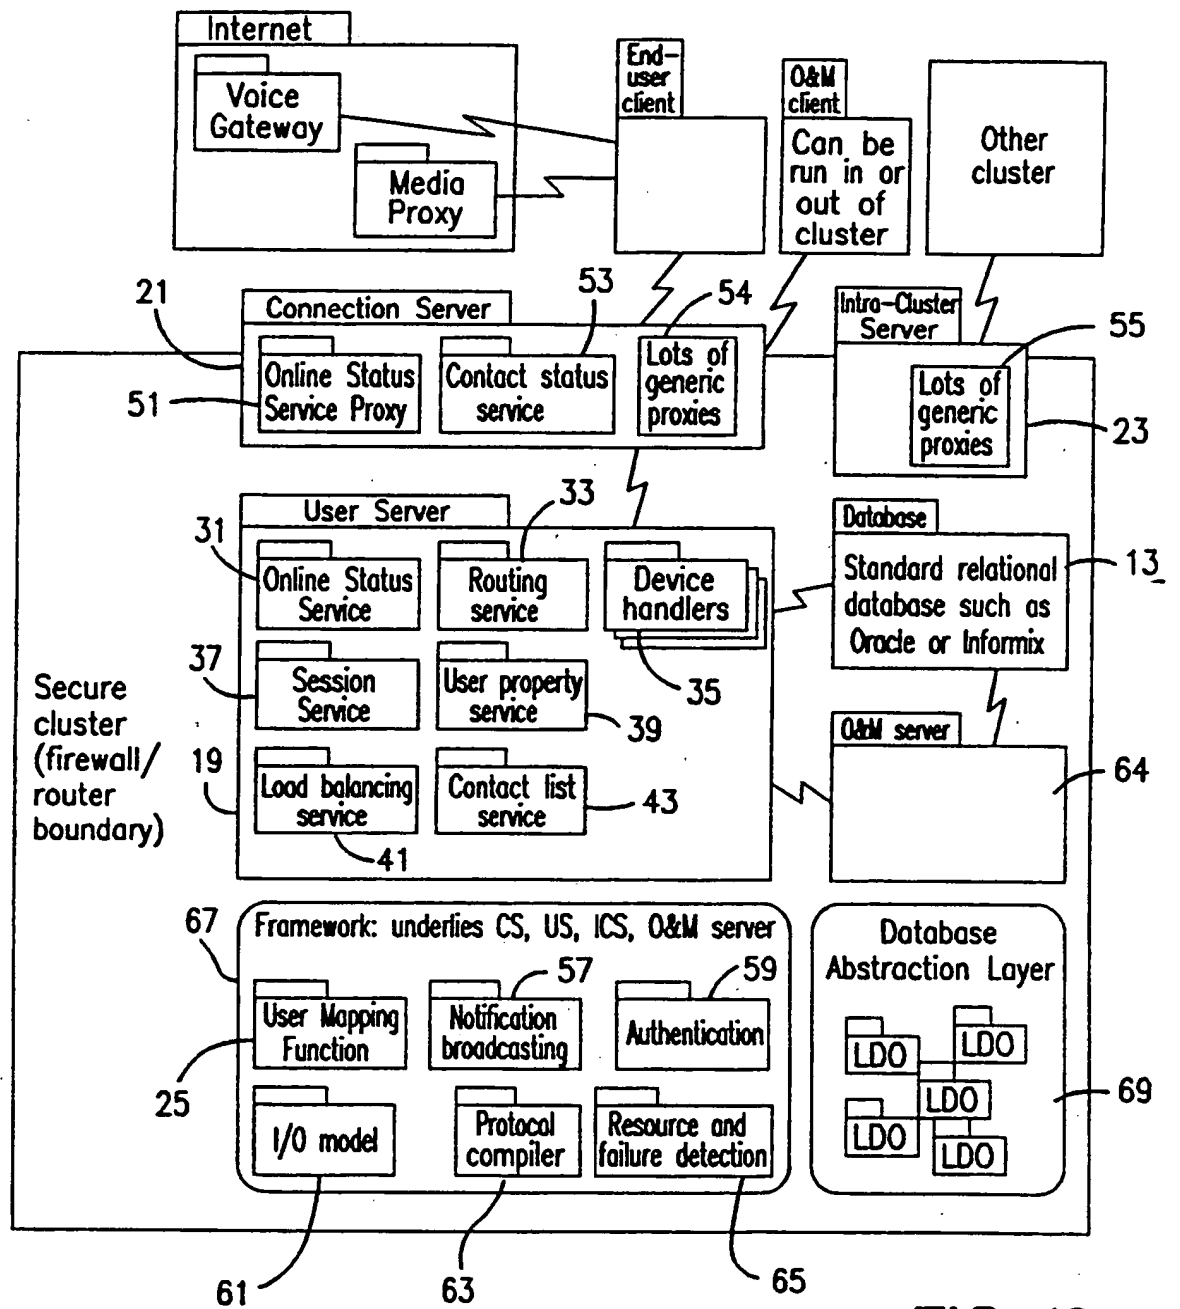 Internet
Voice
Gateway
Media
Proxy
End-
user
client
O&M
client
Can be
run in or
out of
cluster
Other
cluster
21
Connection Server
53
54
Online Status
Service Proxy
51
Contact status
service
Lots of
generic
proxies
Intra-Cluster
Server
55
Lots of
generic
proxies
23
User Server
33
31
Online Status
Service
Routing
service
Device
handlers
35
37
Session
Service
User property
service
39
19
Load balancing
service
41
Contact list
service
43
Database
Standard relational
database such as
Oracle or Informix
13
O&M server
64
Secure
cluster
(firewall/
router
boundary)
67
Framework: underlies CS, US, ICS, O&M server
57
59
User Mapping
Function
25
Notification
broadcasting
Authentication
I/O model
61
Protocol
compiler
63
Resource and
failure detection
65
Database
Abstraction Layer
LDO
LDO
LDO
LDO
LDO
69